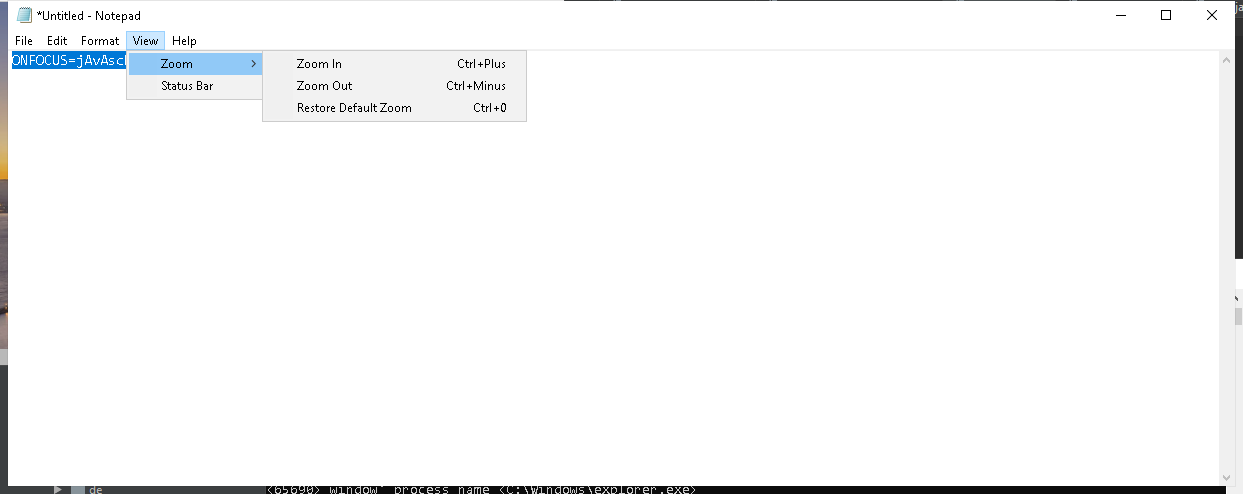 *Untitled - Notepad
File Edit Format View Help
ONFOCUS=jAvAsc
Zoom
Status Bar
Zoom In Ctrl+Plus
Zoom Out Ctrl+Minus
Restore Default Zoom Ctrl+0
ja
de
<65690> window' process name <C:\Windows\explorer.exe>